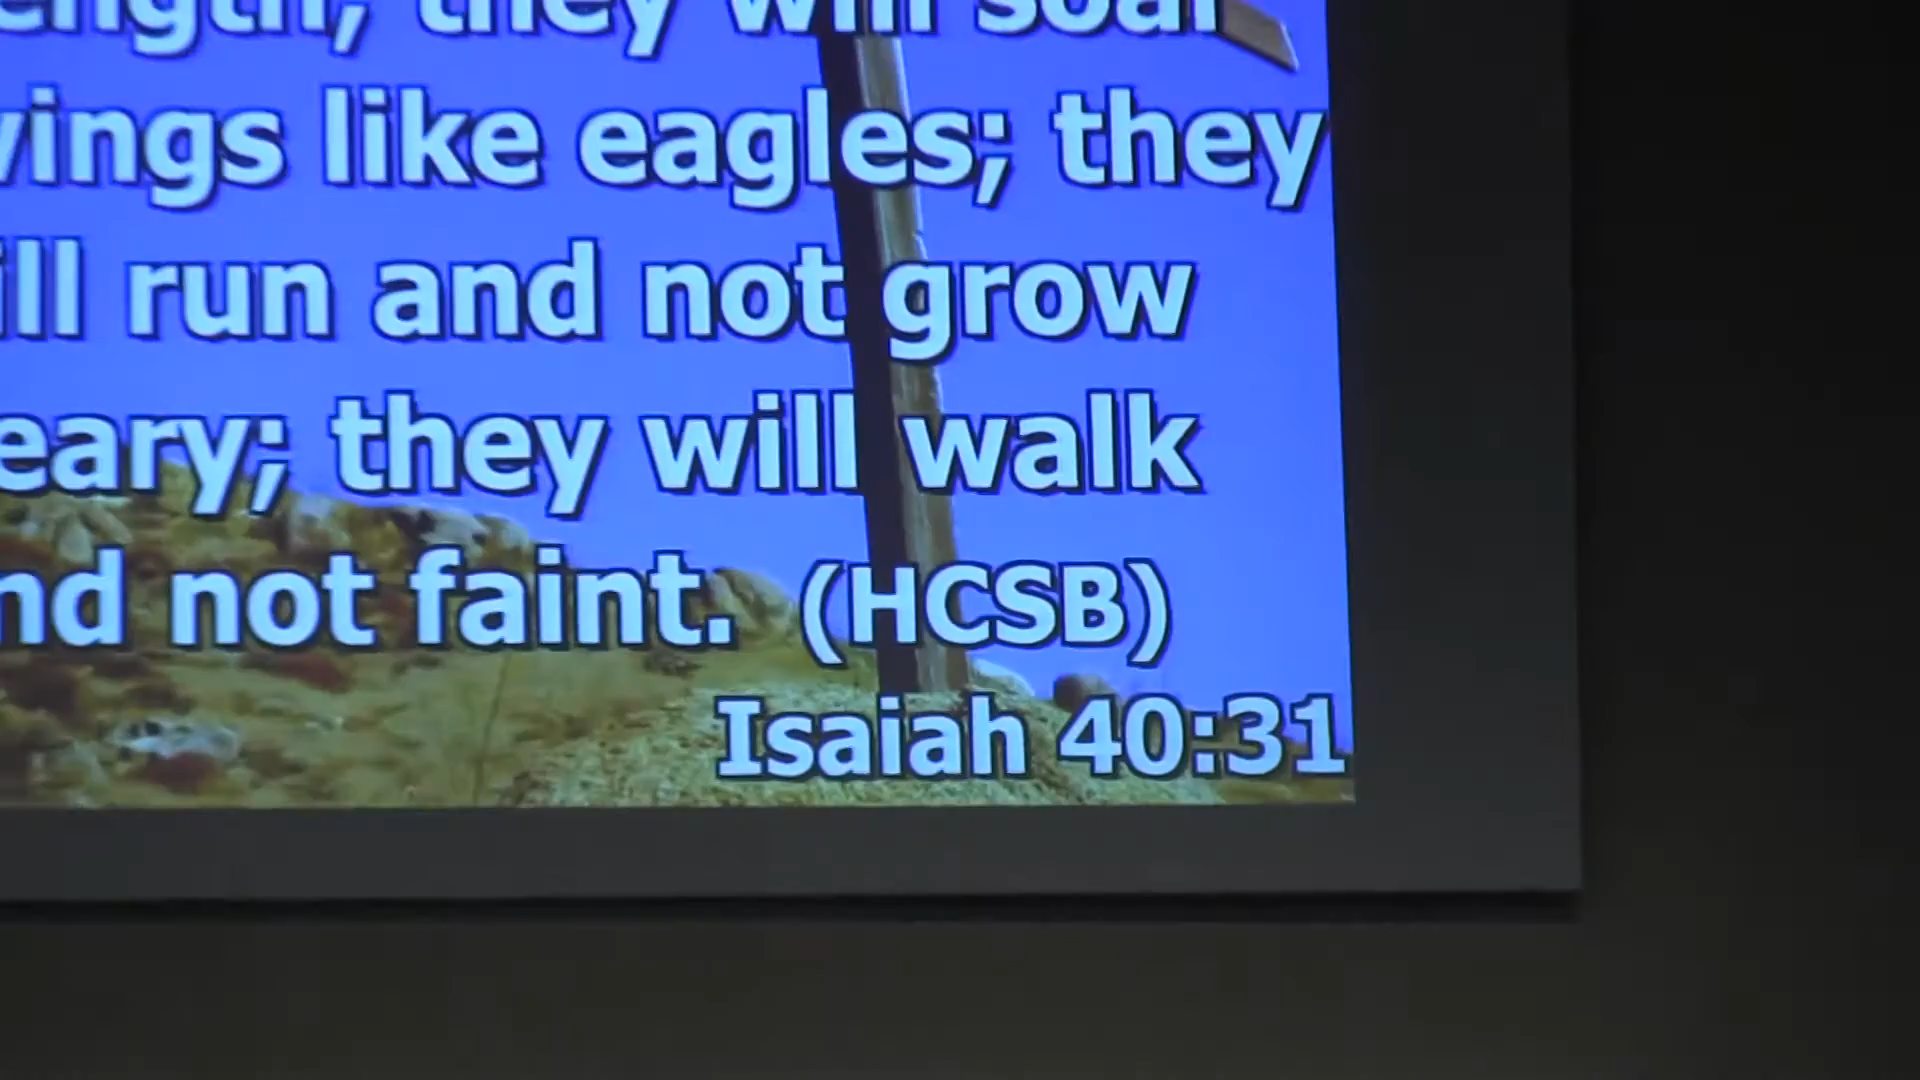 ength, they will soar
wings like eagles; they
ill run and not grow
eary; they will walk
nd not faint. (HCSB)
Isaiah 40:31